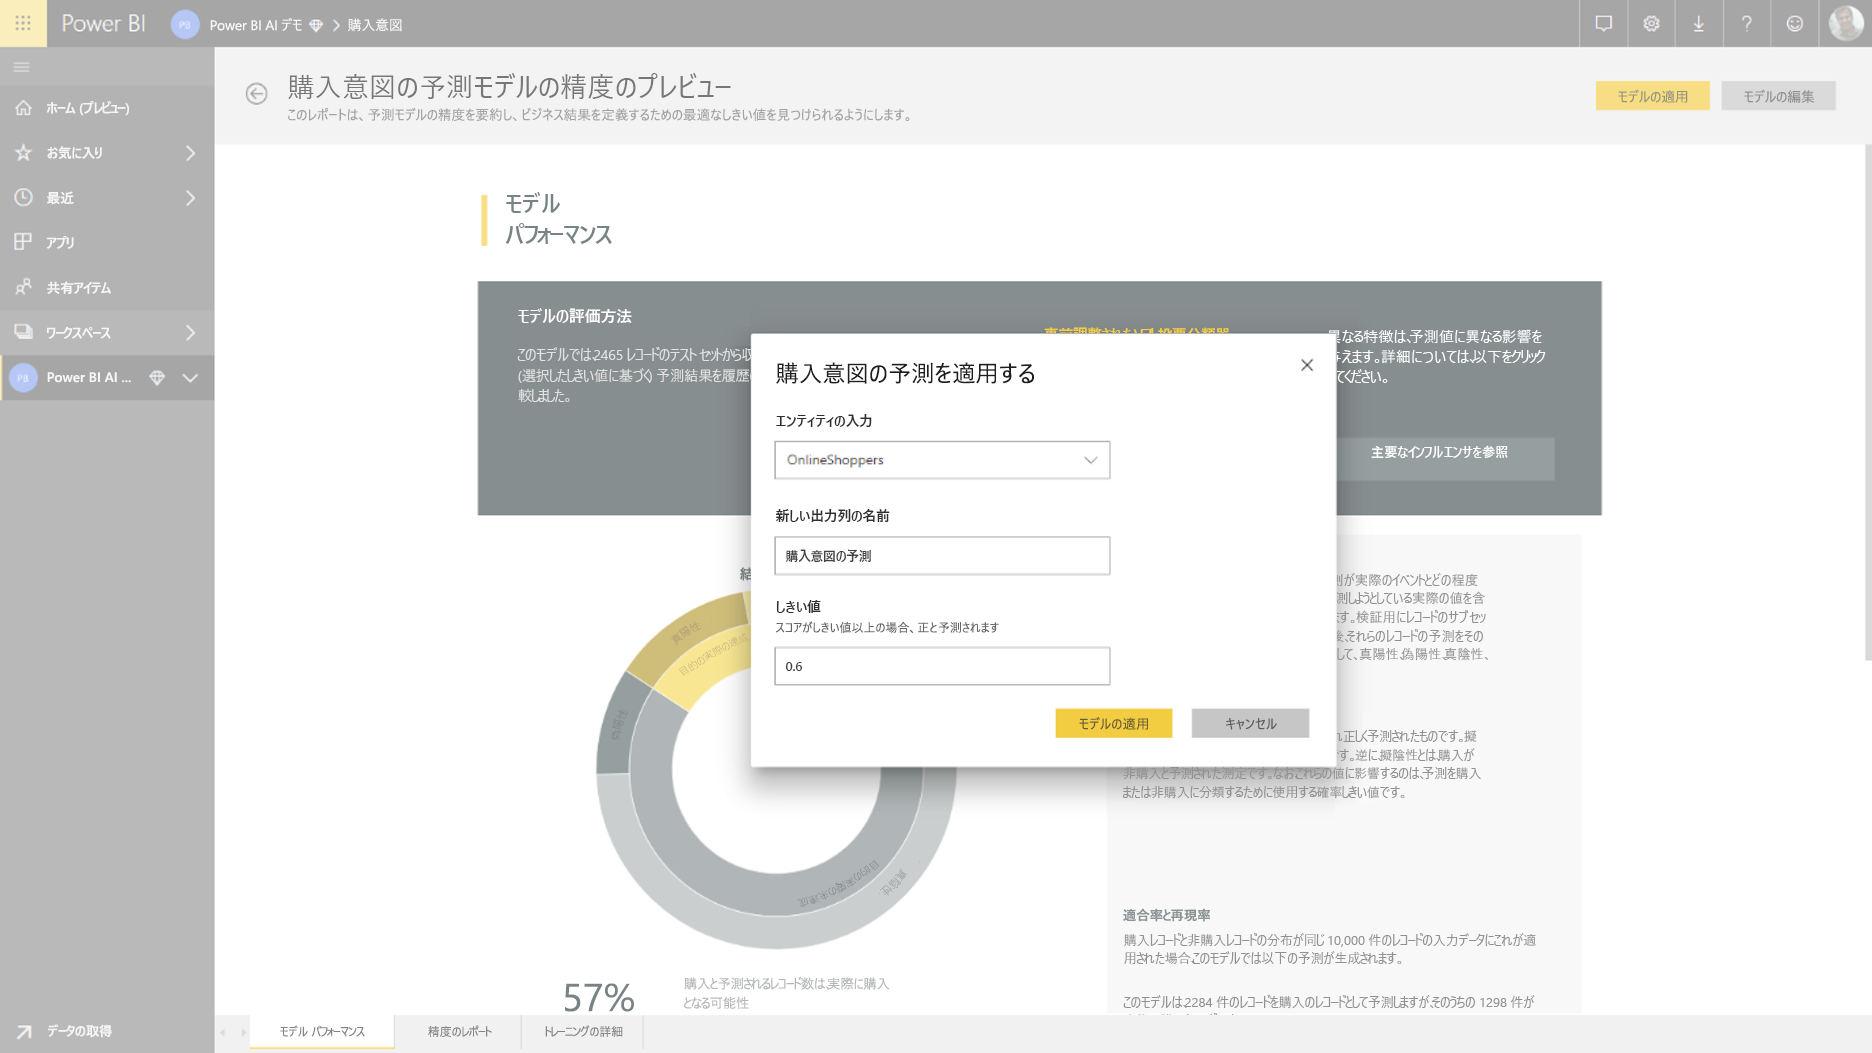 Power BI
PB
Power BI AI デモ
購入意図
ホーム (プレビュー)
お気に入り
最近
アプリ
共有アイテム
ワークスペース
PB
Power BI AI ...
データの取得
購入意図の予測モデルの精度のプレビュー
このレポートは、予測モデルの精度を要約し、ビジネス結果を定義するための最適なしきい値を見つけられるようにします。
モデルの適用
モデルの編集
モデル
パフォーマンス
モデルの評価方法
このモデルでは、2465 レコードのテスト セットから収
(選択したしきい値に基づく) 予測結果を履歴
較しました。
異なる特徴は、予測値に異なる影響を
与えます。詳細については、以下をクリッ
てください。
主要なインフルエンサを参照
購入意図の予測を適用する
エンティティの入力
OnlineShoppers
新しい出力列の名前
購入意図の予測
しきい値
スコアがしきい値以上の場合、正と予測されます
0.6
モデルの適用
キャンセル
結
真陽性
目的の実際の達成
偽陽性
目的の実際の未達成
真陰性
57%
購入と予測されるレコード数は、実際に購入
となる可能性
が実際のイベントとどの程度
測しようとしている実際の値を含
す。検証用にレコードのサブセッ
後、それらのレコードの予測をその
して、真陽性、偽陽性、真陰性、
正しく予測されたものです。擬
す。逆に、擬陰性とは、購入が
非購入と予測された測定です。なお、これらの値に影響するのは、予測を購入
または非購入に分類するために使用する確率しきい値です。
適合率と再現率
購入レコードと非購入レコードの分布が同じ 10,000 件のレコードの入力データにこれが適
用された場合、このモデルでは以下の予測が生成されます。
このモデルは、2284 件のレコードを購入のレコードとして予測しますが、そのうちの 1298 件が
モデル パフォーマンス
精度のレポート
トレーニングの詳細